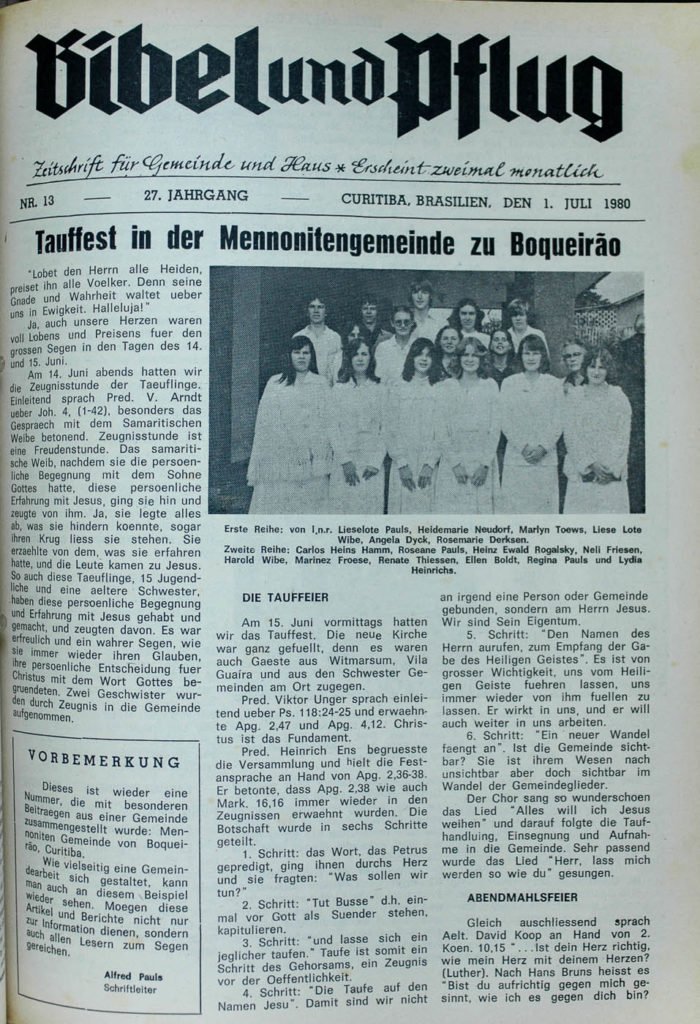 Bibel und Pflug
Zeitschrift für Gemeinde und Haus * Erscheint zweimal monatlich
NR. 13 — 27. JAHRGANG — CURITIBA, BRASILIEN, DEN 1. JULI 1980
Tauffest in der Mennonitengemeinde zu Boqueirão
"Lobet den Herrn alle Heiden,
preiset ihn alle Voelker. Denn seine
Gnade und Wahrheit waltet ueber
uns in Ewigkeit. Halleluja!"
Ja, auch unsere Herzen waren
voll Lobens und Preisens fuer den
grossen Segen in den Tagen des 14.
und 15. Juni.
Am 14. Juni abends hatten wir
die Zeugnisstunde der Taeuflinge.
Einleitend sprach Pred. V. Arndt
ueber Joh. 4, (1-42), besonders das
Gespraech mit dem Samaritischen
Weibe betonend. Zeugnisstunde ist
eine Freudenstunde. Das samariti-
sche Weib, nachdem sie die persoen-
liche Begegnung mit dem Sohne
Gottes hatte, diese persoenliche
Erfahrung mit Jesus, ging sie hin und
zeugte von ihm. Ja, sie legte alles
ab, was sie hindern koennte, sogar
ihren Krug liess sie stehen. Sie
erzaehlte von dem, was sie erfahren
hatte, und die Leute kamen zu Jesus.
So auch diese Taeuflinge, 15 Jugend-
liche und eine aeltere Schwester,
haben diese persoenliche Begegnung
und Erfahrung mit Jesus gehabt und
gemacht, und zeugten davon. Es war
erfreulich und ein wahrer Segen, wie
sie immer wieder ihren Glauben,
ihre persoenliche Entscheidung fuer
Christus mit dem Wort Gottes be-
gruendeten. Zwei Geschwister wur-
den durch Zeugnis in die Gemeinde
aufgenommen.
VORBEMERKUNG
Dieses ist wieder eine
Nummer, die mit besonderen
Beitraegen aus einer Gemeinde
zusammengestellt wurde: Men-
noniten Gemeinde von Boquei-
rão, Curitiba.
Wie vielseitig eine Gemein-
dearbeit sich gestaltet, kann
man auch an diesem Beispiel
wieder sehen. Moegen diese
Artikel und Berichte nicht nur
zur Information dienen, sondern
auch allen Lesern zum Segen
gereichen.
Alfred Pauls
Schriftleiter
Erste Reihe: von l,n.r. Lieselote Pauls, Heidemarie Neudorf, Marlyn Toews, Liese Lote
Wibe, Angela Dyck, Rosemarie Derksen.
Zweite Reihe: Carlos Heins Hamm, Roseane Pauls, Heinz Ewald Rogalsky, Neli Friesen,
Harold Wibe, Marinez Froese, Renate Thiessen, Ellen Boldt, Regina Pauls und Lydia
Heinrichs.
DIE TAUFFEIER
Am 15. Juni vormittags hatten
wir das Tauffest. Die neue Kirche
war ganz gefuellt, denn es waren
auch Gaeste aus Witmarsum, Vila
Guaira und aus den Schwester Ge-
meinden am Ort zugegen.
Pred. Viktor Unger sprach einlei-
tend ueber Ps. 118:24-25 und erwaehn-
te Apg. 2,47 und Apg. 4,12. Chris-
tus ist das Fundament.
Pred. Heinrich Ens begruesste
die Versammlung und hielt die Fest-
ansprache an Hand von Apg. 2,36-38.
Er betonte, dass Apg. 2,38 wie auch
Mark. 16,16 immer wieder in den
Zeugnissen erwaehnt wurden. Die
Botschaft wurde in sechs Schritte
geteilt.
1. Schritt: das Wort, das Petrus
gepredigt, ging ihnen durchs Herz
und sie fragten: "Was sollen wir
tun?"
2. Schritt: "Tut Busse" d.h. ein-
mal vor Gott als Suender stehen,
kapitulieren.
3. Schritt: "und lasse sich ein
jeglicher taufen." Taufe ist somit ein
Schritt des Gehorsams, ein Zeugnis
vor der Oeffentlichkeit.
4. Schritt: "Die Taufe auf den
Namen Jesu". Damit sind wir nicht
an irgend eine Person oder Gemeinde
gebunden, sondern am Herrn Jesus.
Wir sind Sein Eigentum.
5. Schritt: "Den Namen des
Herrn aufrufen, zum Empfang der Ga-
be des Heiligen Geistes". Es ist von
grosser Wichtigkeit, uns vom Heili-
gen Geiste fuehren lassen, uns
immer wieder von ihm fuellen zu
lassen. Er wirkt in uns, und er will
auch weiter in uns arbeiten.
6. Schritt: "Ein neuer Wandel
faengt an". Ist die Gemeinde sicht-
bar? Sie ist ihrem Wesen nach
unsichtbar aber doch sichtbar im
Wandel der Gemeindeglieder.
Der Chor sang so wunderschoen
das Lied "Alles will ich Jesus
weihen" und darauf folgte die Tauf-
handluing, Einsegnung und Aufnah-
me in die Gemeinde. Sehr passend
wurde das Lied "Herr, lass mich
werden so wie du" gesungen.
ABENDMAHLSFEIER
Gleich auschliessend sprach
Aelt. David Koop an Hand von 2.
Koen. 10,15 "...Ist dein Herz richtig,
wie mein Herz mit deinem Herzen?
(Luther). Nach Hans Bruns heisst es
"Bist du aufrichtig gegen mich ge-
sinnt, wie ich es gegen dich bin?